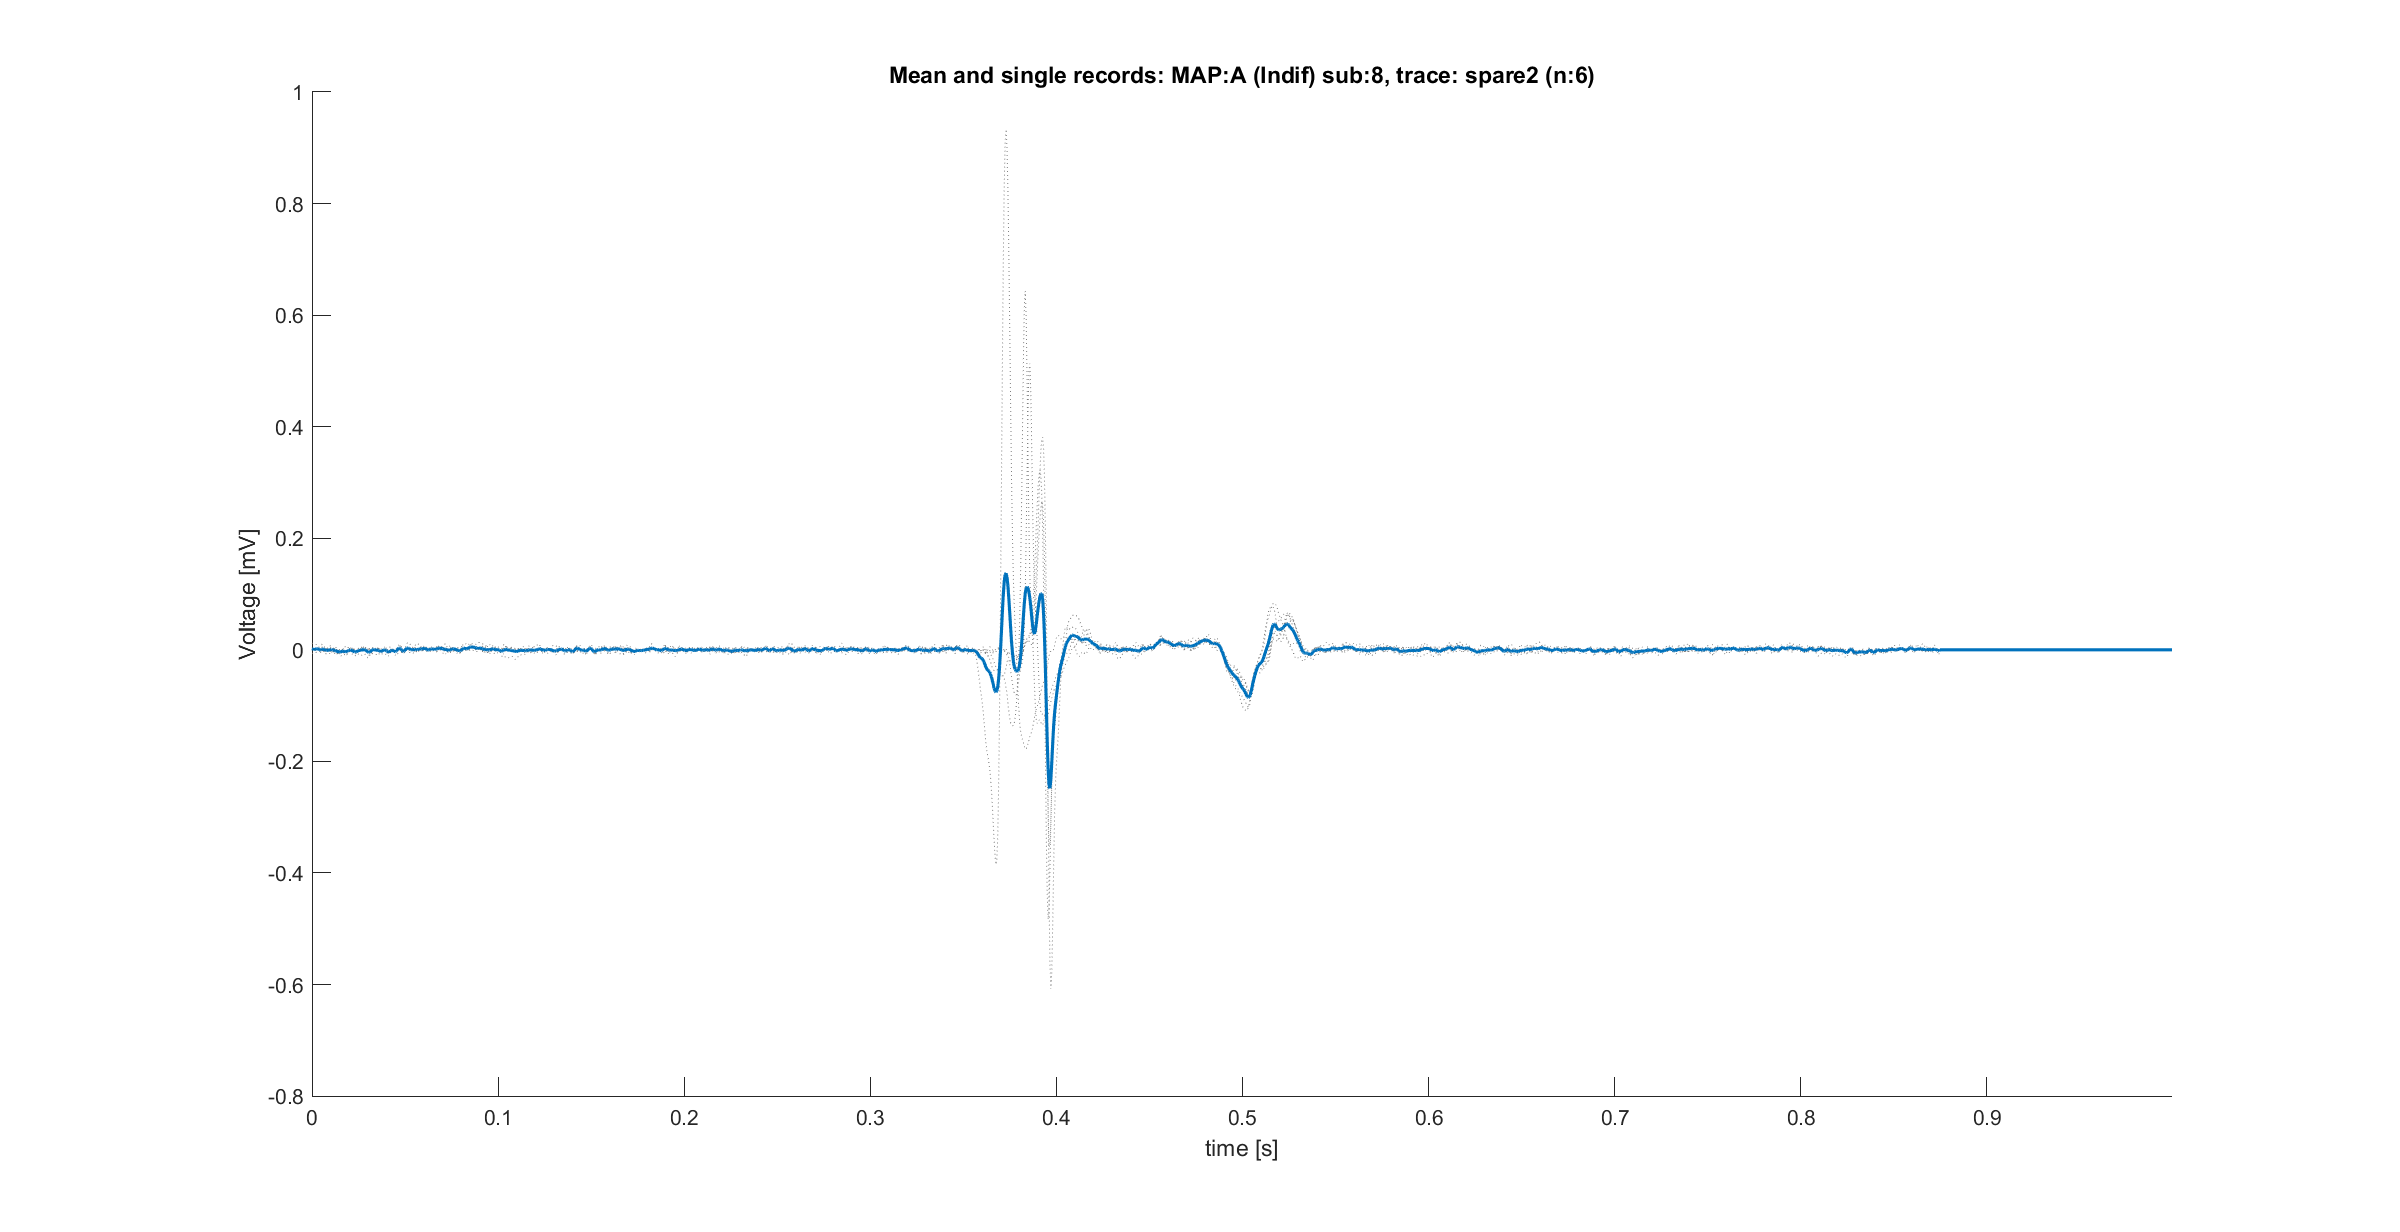 Mean and single records: MAP:A (Indif) sub:8, trace: spare2 (n:6)
1
0.8
0.6
0.4
0.2
0
-0.2
-0.4
-0.6
-0.8
Voltage [mV]
0 0.1 0.2 0.3 0.4 0.5 0.6 0.7 0.8 0.9
time [s]